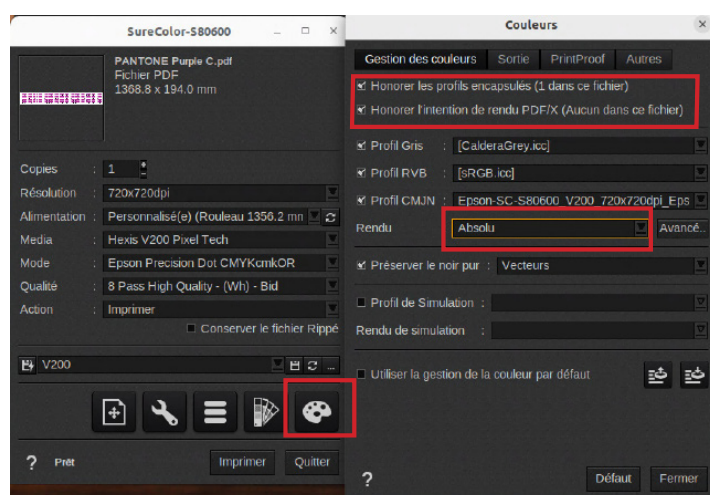 SureColor-S80600
PANTONE Purple C.pdf
Fichier PDF
1368.8 x 194.0 mm
Copies : 1
Résolution : 720x720dpi
Alimentation : Personnalisé(e) (Rouleau 1356.2 mn
Media : Hexis V200 Pixel Tech
Mode : Epson Precision Dot CMYKcmkOR
Qualité : 8 Pass High Quality - (Wh) - Bid
Action : Imprimer
Conserver le fichier Rippé
V200
...
? Prêt Imprimer Quitter
Couleurs
Gestion des couleurs Sortie PrintProof Autres
Honorer les profils encapsulés (1 dans ce fichier)
Honorer l'intention de rendu PDF/X (Aucun dans ce fichier)
Profil Gris : [CalderaGrey.icc]
Profil RVB : [sRGB.icc]
Profil CMJN : Epson-SC-S80600_V200_720x720dpi_Eps
Rendu Absolu Avancé..
Préserver le noir pur : Vecteurs
Profil de Simulation :
Rendu de simulation :
Utiliser la gestion de la couleur par défaut
? Défaut Fermer